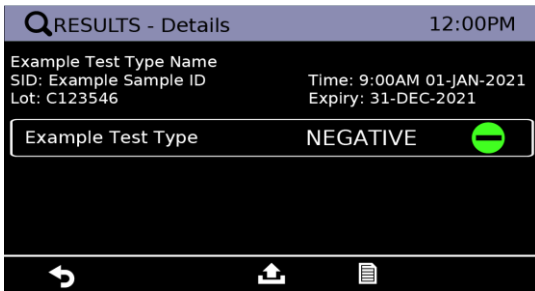 RESULTS - Details 12:00PM
Example Test Type Name
SID: Example Sample ID Time: 9:00AM 01-JAN-2021
Lot: C123546 Expiry: 31-DEC-2021
Example Test Type NEGATIVE